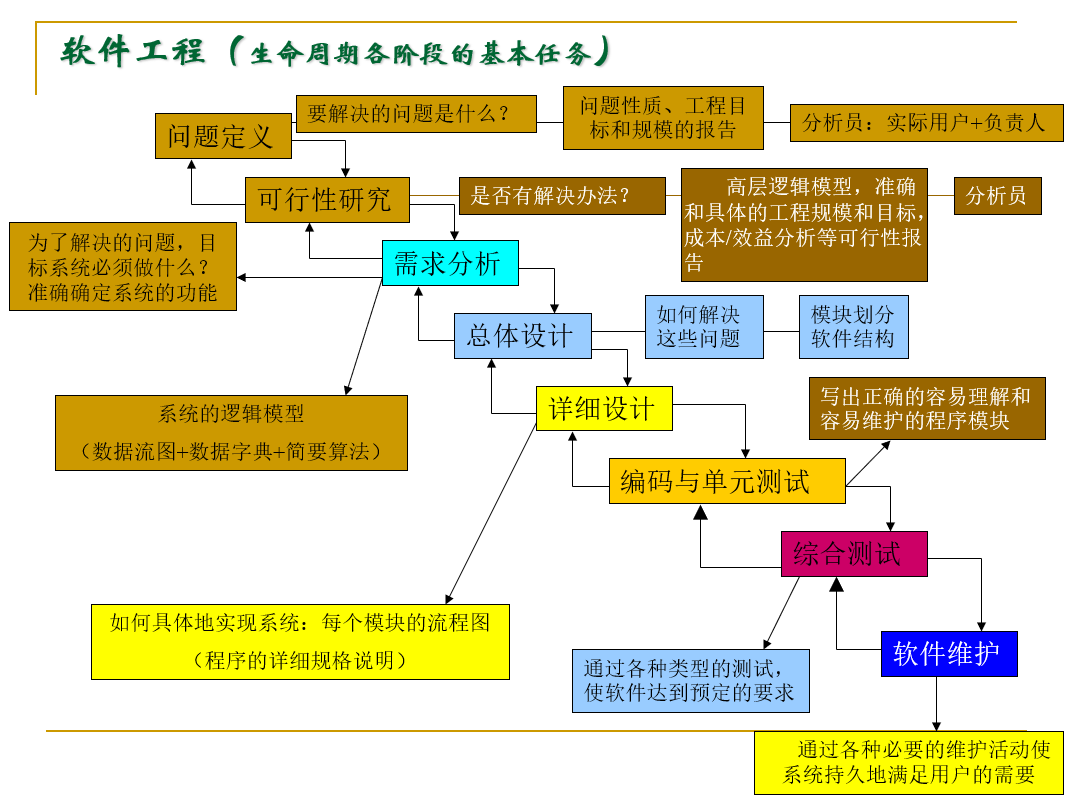 软件工程（生命周期各阶段的基本任务）
要解决的问题是什么？
问题性质、工程目
标和规模的报告
分析员：实际用户+负责人
问题定义
可行性研究
是否有解决办法？
高层逻辑模型，准确
和具体的工程规模和目标，
成本/效益分析等可行性报
告
分析员
为了解决的问题，目
标系统必须做什么？
准确确定系统的功能
需求分析
总体设计
如何解决
这些问题
模块划分
软件结构
系统的逻辑模型
（数据流图+数据字典+简要算法）
详细设计
写出正确的容易理解和
容易维护的程序模块
编码与单元测试
综合测试
如何具体地实现系统：每个模块的流程图
（程序的详细规格说明）
通过各种类型的测试，
使软件达到预定的要求
软件维护
通过各种必要的维护活动使
系统持久地满足用户的需要